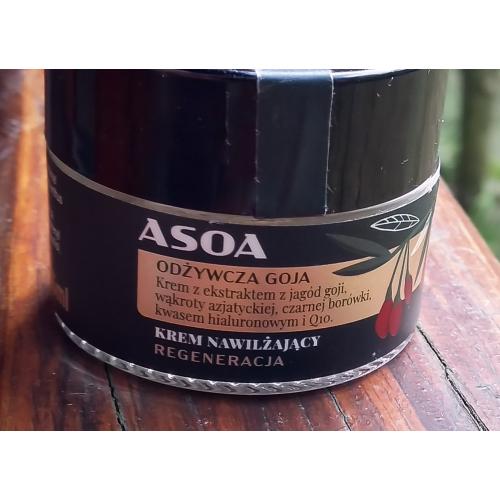 ASOA
ODŻYWCZA GOJA
Krem z ekstraktem z jagód goji,
wąkroty azjatyckiej, czarnej borówki,
kwasem hialuronowym i Q10.
KREM NAWILŻAJĄCY
REGENERACJA